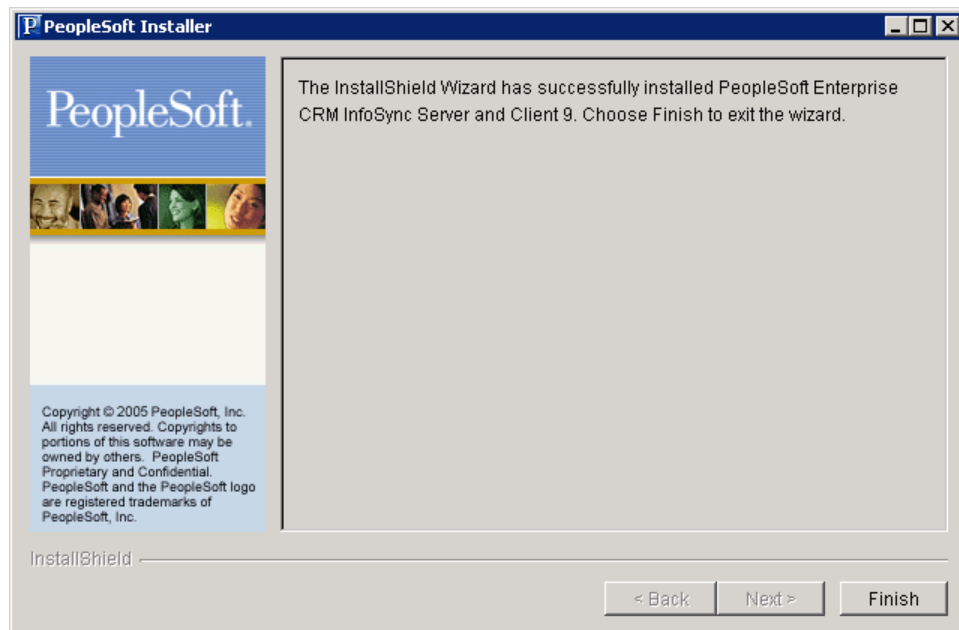 PeopleSoft Installer
PeopleSoft.
The InstallShield Wizard has successfully installed PeopleSoft Enterprise
CRM InfoSync Server and Client 9. Choose Finish to exit the wizard.
Copyright © 2005 PeopleSoft, Inc.
All rights reserved. Copyrights to
portions of this software may be
owned by others.  PeopleSoft
Proprietary and Confidential.
PeopleSoft and the PeopleSoft logo
are registered trademarks of
PeopleSoft, Inc.
InstallShield
< Back
Next >
Finish